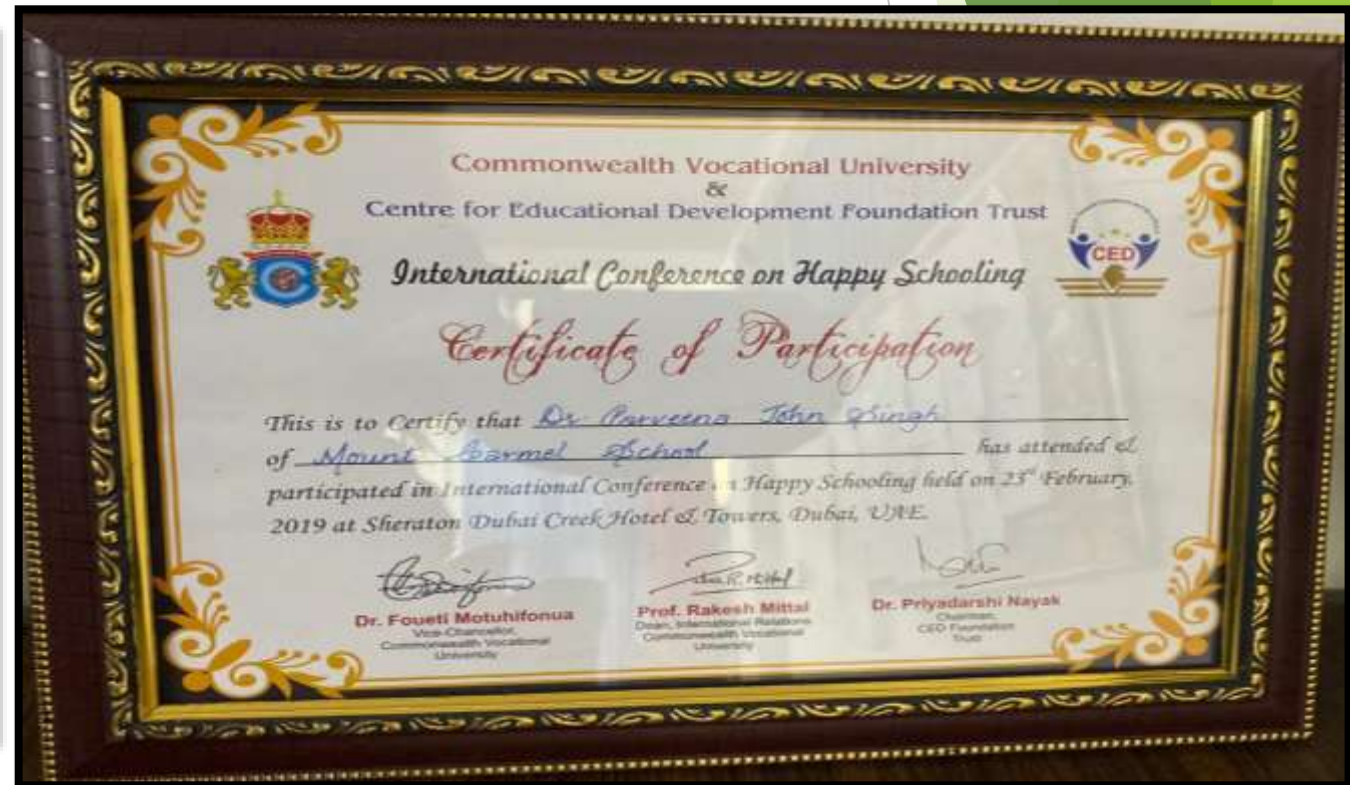 Commonwealth Vocational University
&
Centre for Educational Development Foundation Trust
CED
C
International Conference on Happy Schooling
Certificate of Participation
This is to Certify that Dr. Parveena John Singh
of Mount Carmel School has attended &
participated in International Conference on Happy Schooling held on 23rd February,
2019 at Sheraton Dubai Creek Hotel & Towers, Dubai, UAE.
Dr. Foueti Motuhifonua
Vice-Chancellor,
Commonwealth Vocational
University
Prof. Rakesh Mittal
Dean, International Relations
Commonwealth Vocational
University
Dr. Priyadarshi Nayak
Chairman,
CED Foundation
Trust